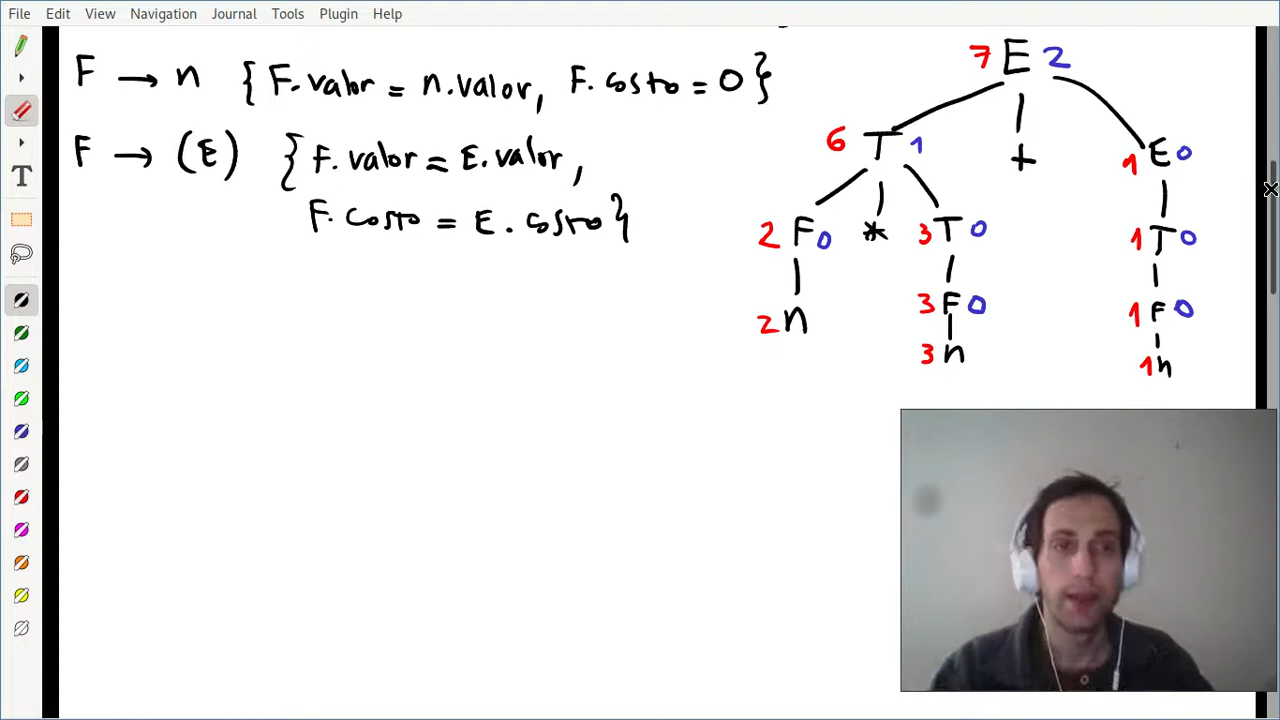 File Edit View Navigation Journal Tools Plugin Help
F → n {F.valor = n.valor, F.costo = 0}
F → (E) {F.valor = E.valor,
F.costo = E.costo}
7 E 2
6 T 1 + 1 E 0
2 F 0 * 3 T 0 1 T 0
2 n 3 F 0 1 F 0
3 n 1 n
T